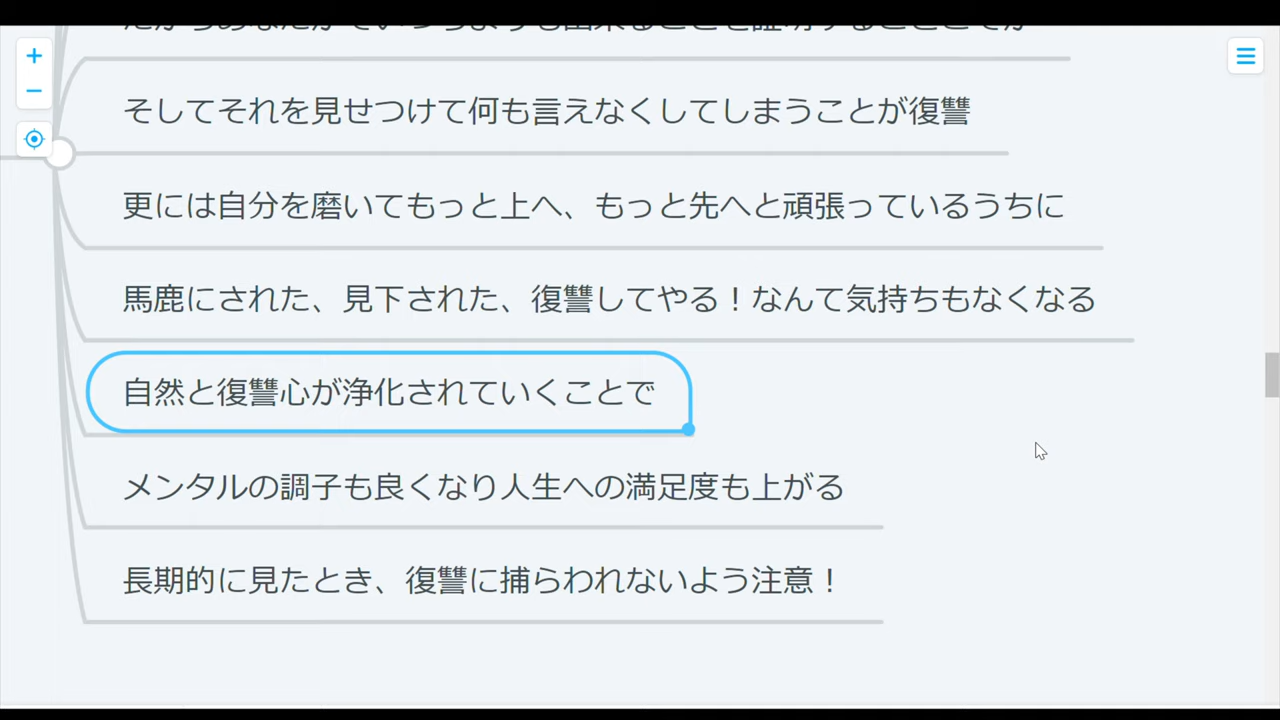 そしてそれを見せつけて何も言えなくしてしまうことが復讐
更には自分を磨いてもっと上へ、もっと先へと頑張っているうちに
馬鹿にされた、見下された、復讐してやる！なんて気持ちもなくなる
自然と復讐心が浄化されていくことで
メンタルの調子も良くなり人生への満足度も上がる
長期的に見たとき、復讐に捕らわれないよう注意！